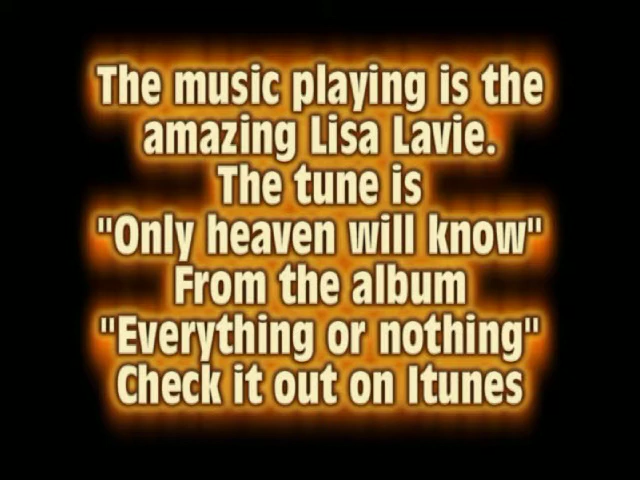 The music playing is the
amazing Lisa Lavie.
The tune is
"Only heaven will know"
From the album
"Everything or nothing"
Check it out on Itunes